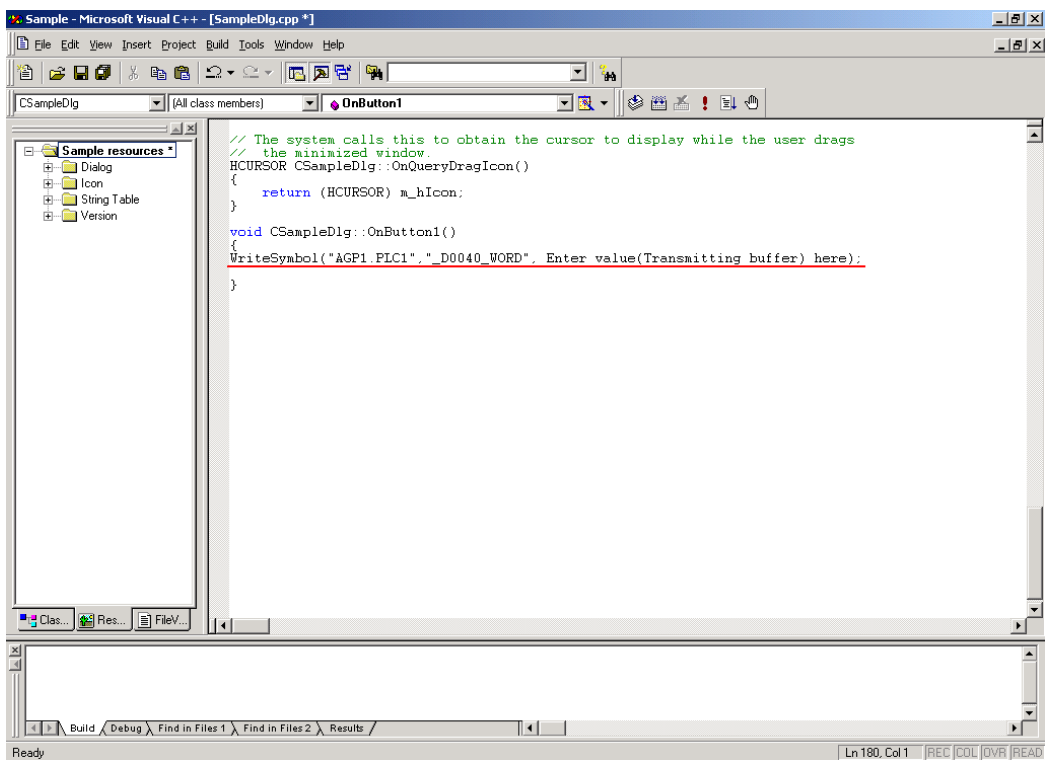 Sample - Microsoft Visual C++ - [SampleDlg.cpp *]
File Edit View Insert Project Build Tools Window Help
CSampleDlg (All class members) OnButton1
Sample resources *
Dialog
Icon
String Table
Version
// The system calls this to obtain the cursor to display while the user drags
//  the minimized window.
HCURSOR CSampleDlg::OnQueryDragIcon()
{
return (HCURSOR) m_hIcon;
}
void CSampleDlg::OnButton1()
{
WriteSymbol("AGP1.PLC1","_D0040_WORD", Enter value(Transmitting buffer) here);
}
Clas... Res... FileV...
Build Debug Find in Files 1 Find in Files 2 Results
Ready Ln 180, Col 1 REC COL OVR READ